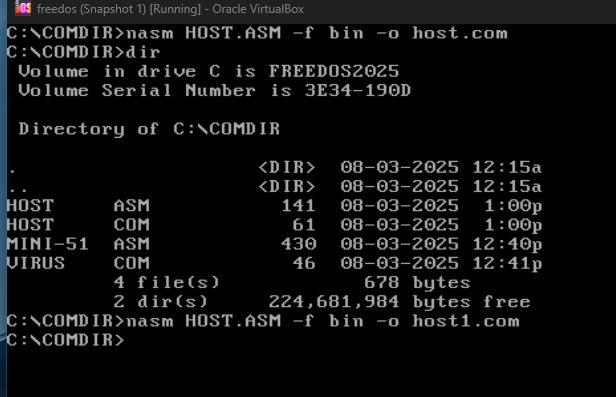 freedos (Snapshot 1) [Running] - Oracle VirtualBox
C:\COMDIR>nasm HOST.ASM -f bin -o host.com
C:\COMDIR>dir
Volume in drive C is FREEDOS2025
Volume Serial Number is 3E34-190D
Directory of C:\COMDIR
. <DIR> 08-03-2025 12:15a
.. <DIR> 08-03-2025 12:15a
HOST ASM 141 08-03-2025 1:00p
HOST COM 61 08-03-2025 1:00p
MINI-51 ASM 430 08-03-2025 12:40p
VIRUS COM 46 08-03-2025 12:41p
4 file(s) 678 bytes
2 dir(s) 224,681,984 bytes free
C:\COMDIR>nasm HOST.ASM -f bin -o host1.com
C:\COMDIR>